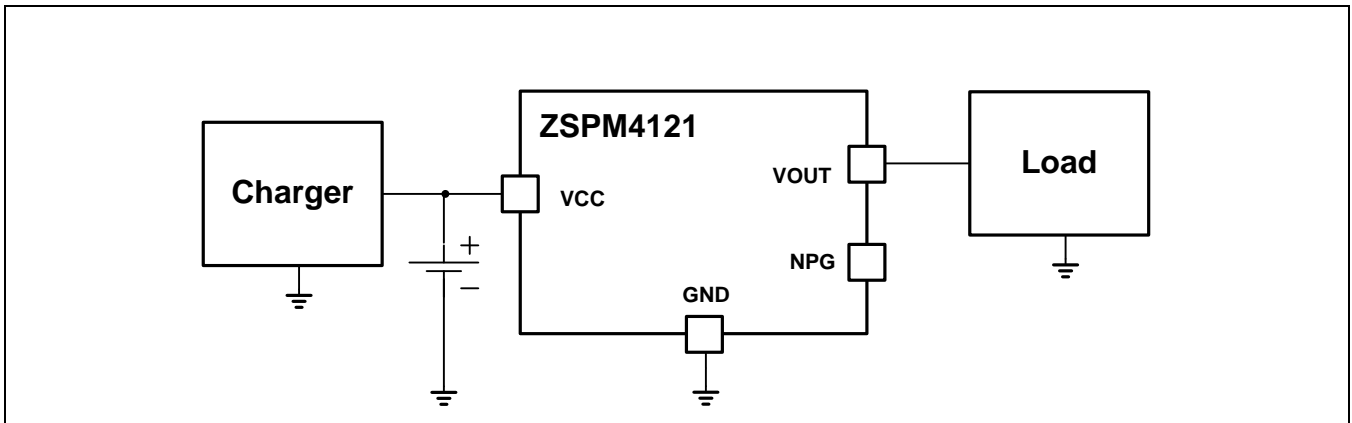 ZSPM4121
Charger
VCC
+
−
VOUT
Load
NPG
GND